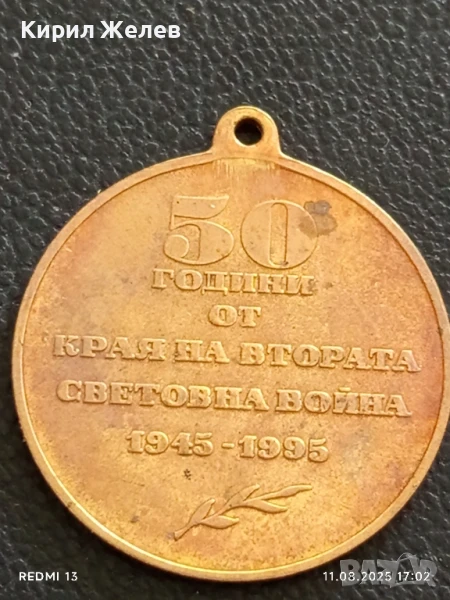 Кирил Желев
50
ГОДИНИ
ОТ
КРАЯ НА ВТОРАТА
СВЕТОВНА ВОЙНА
1945-1995
REDMI 13
11.08.2025 17:02